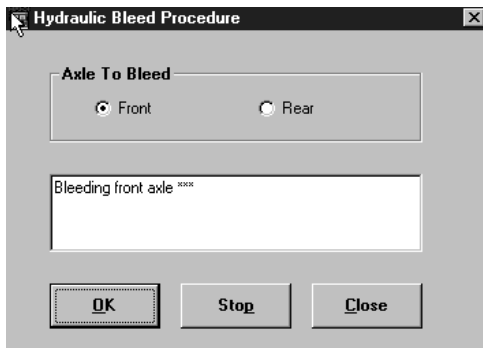 Hydraulic Bleed Procedure
Axle To Bleed
Front Rear
Bleeding front axle ***
OK Stop Close